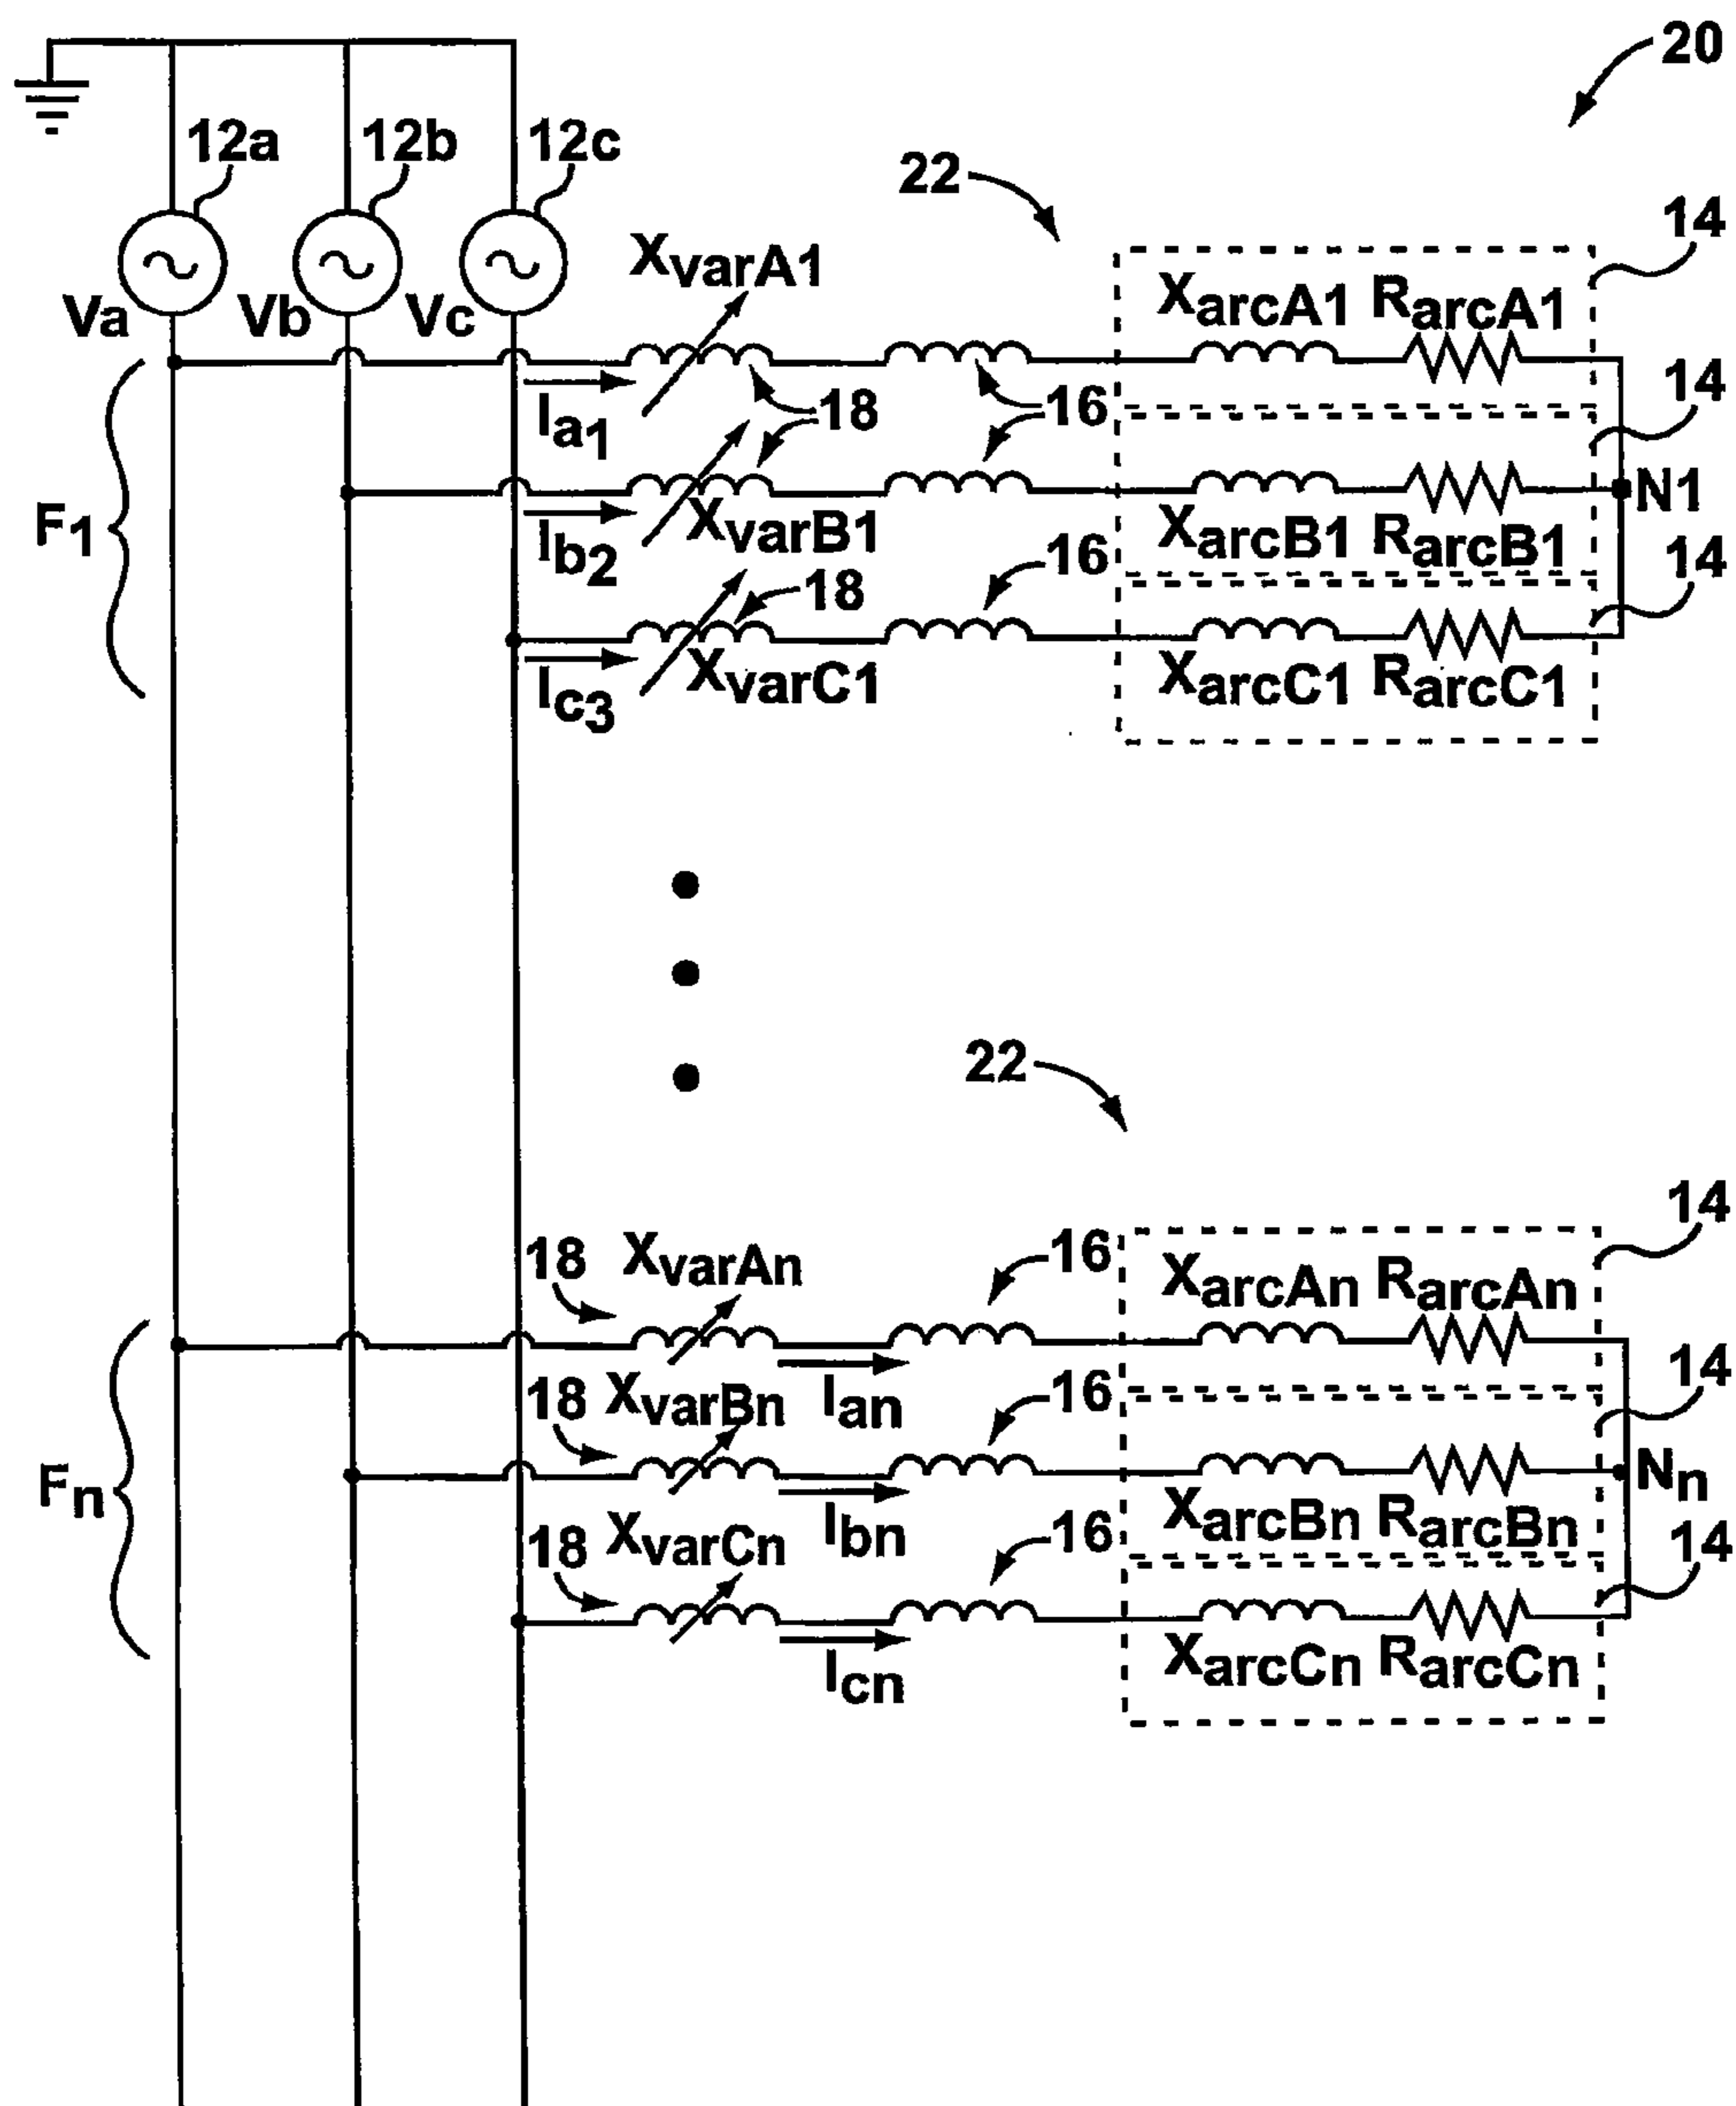 20
12a 12b 12c
22
14
Va Vb Vc
XvarA1
XarcA1 RarcA1
14
Ia1
18
16
F1
N1
Ib2
XvarB1
XarcB1 RarcB1
16
14
18
Ic3
XvarC1
XarcC1 RarcC1
22
14
18
XvarAn
16
XarcAn RarcAn
14
18
XvarBn
Ian
16
Fn
Nn
Ibn
XarcBn RarcBn
18
XvarCn
16
14
Icn
XarcCn RarcCn